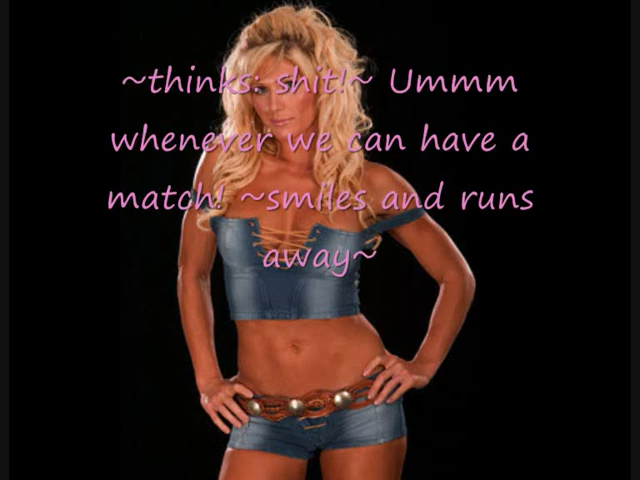 ~thinks: shit!~ Ummm
whenever we can have a
match! ~smiles and runs
away~